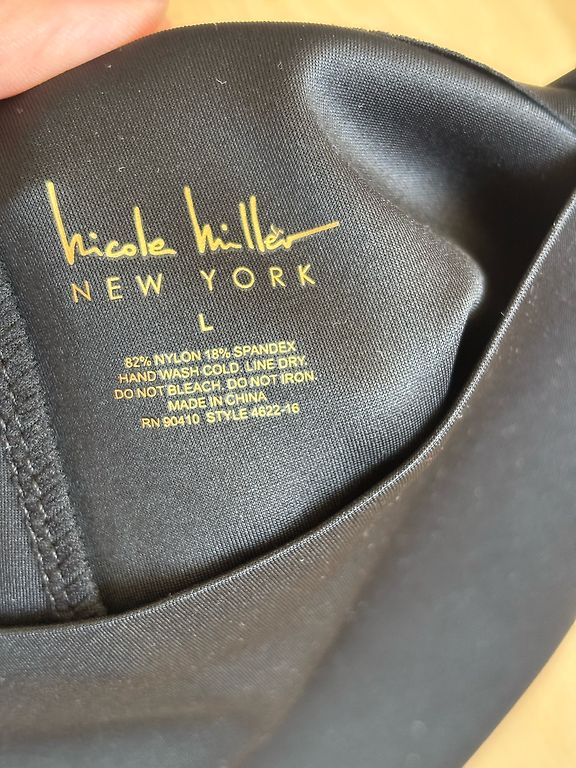 nicole miller
NEW YORK
L
82% NYLON 18% SPANDEX
HAND WASH COLD. LINE DRY.
DO NOT BLEACH. DO NOT IRON.
MADE IN CHINA
RN 90410 STYLE 4622-16